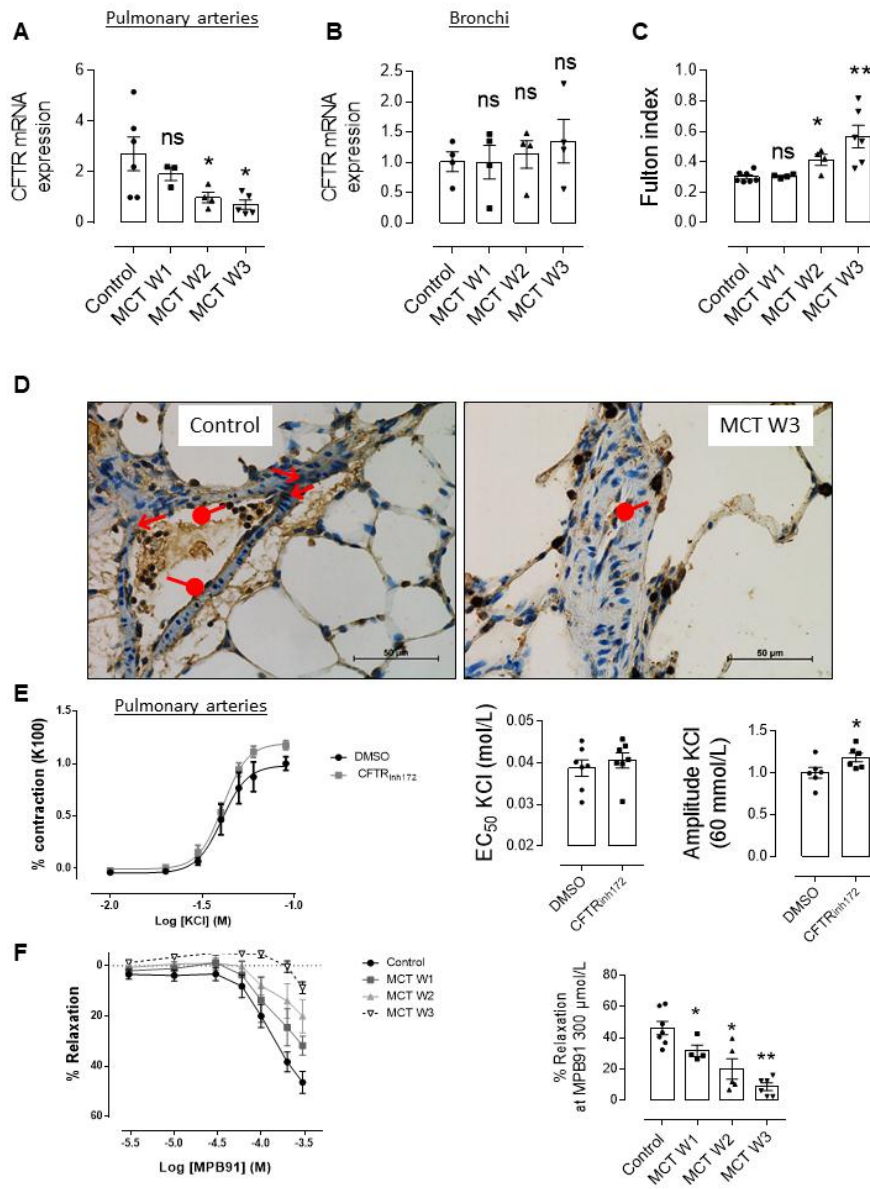 Pulmonary arteries
Bronchi
A
B
C
CFTR mRNA
expression
6
4
2
0
ns
*
*
Control
MCT W1
MCT W2
MCT W3
CFTR mRNA
expression
2.5
2.0
1.5
1.0
0.5
0.0
ns
ns
ns
Control
MCT W1
MCT W2
MCT W3
Fulton index
1.0
0.8
0.6
0.4
0.2
0.0
ns
*
**
Control
MCT W1
MCT W2
MCT W3
D
Control
50 µm
MCT W3
50 µm
E
Pulmonary arteries
% contraction (K100)
1.5
1.0
0.5
0.0
-2.0
-1.5
-1.0
Log [KCl] (M)
DMSO
CFTRinh172
EC50 KCl (mol/L)
0.05
0.04
0.03
0.02
DMSO
CFTRinh172
Amplitude KCl
(60 mmol/L)
1.5
1.0
0.5
0.0
*
DMSO
CFTRinh172
F
% Relaxation
0
20
40
60
-5.5
-5.0
-4.5
-4.0
-3.5
Log [MPB91] (M)
Control
MCT W1
MCT W2
MCT W3
% Relaxation
at MPB91 300 µmol/L
80
60
40
20
0
*
*
**
Control
MCT W1
MCT W2
MCT W3